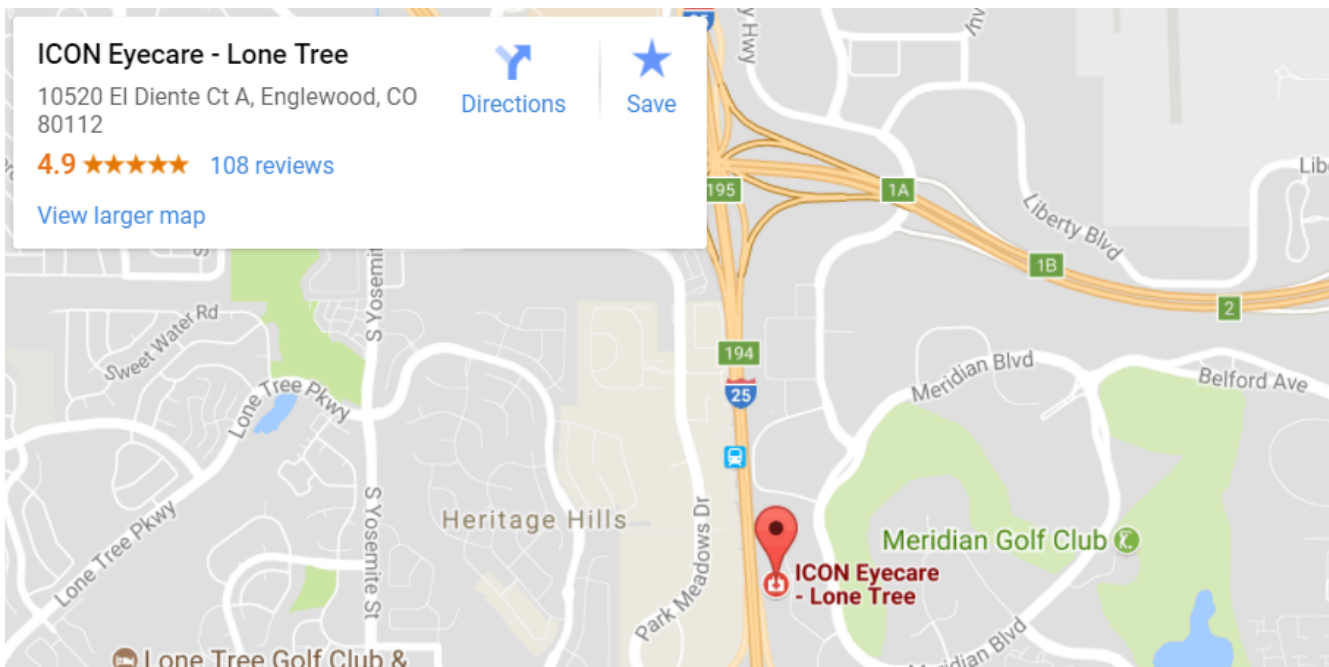 ICON Eyecare - Lone Tree
10520 El Diente Ct A, Englewood, CO
80112
4.9
108 reviews
View larger map
Directions
Save
Hwy
195
1A
Liberty Blvd
1B
2
S Yosemi
Sweet Water Rd
194
25
Meridian Blvd
Belford Ave
Lone Tree Pkwy
Heritage Hills
S Yosemite St
Lone Tree Pkwy
Park Meadows Dr
Meridian Golf Club
ICON Eyecare
- Lone Tree
Lone Tree Golf Club &
ridian Blvd